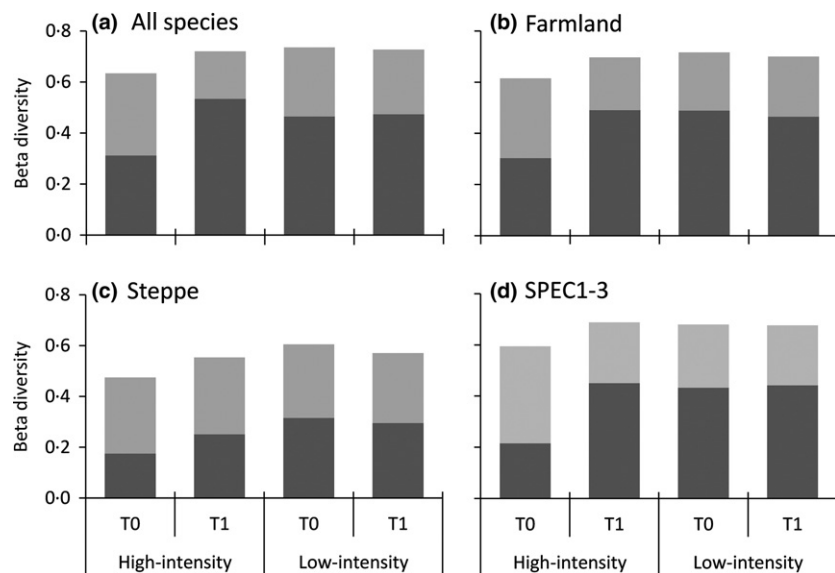 (a) All species
(b) Farmland
Beta diversity
0·8
0·6
0·4
0·2
0·0
(c) Steppe
(d) SPEC1-3
Beta diversity
0·8
0·6
0·4
0·2
0·0
T0 T1 T0 T1
High-intensity Low-intensity
T0 T1 T0 T1
High-intensity Low-intensity